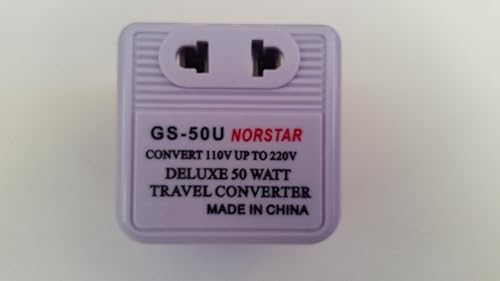 GS-50U NORSTAR
CONVERT 110V UP TO 220V
DELUXE 50 WATT
TRAVEL CONVERTER
MADE IN CHINA